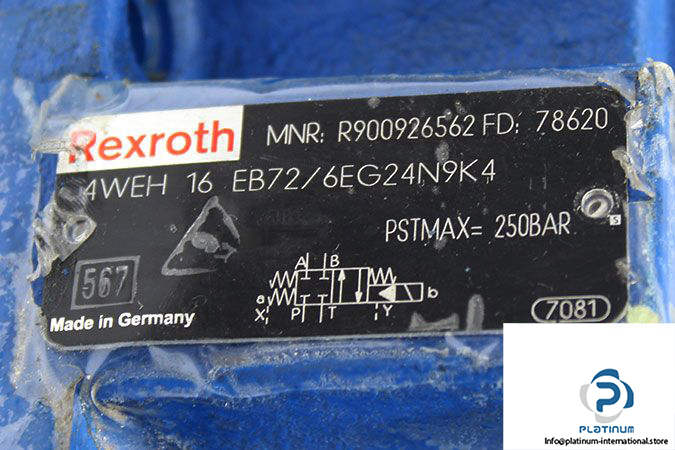 Rexroth MNR: R900926562 FD: 78620
4WEH 16 EB72/6EG24N9K4
PSTMAX= 250BAR
S
567
A B
a b
X P T Y
Made in Germany
7081
PLATINUM
info@platinum-international.store